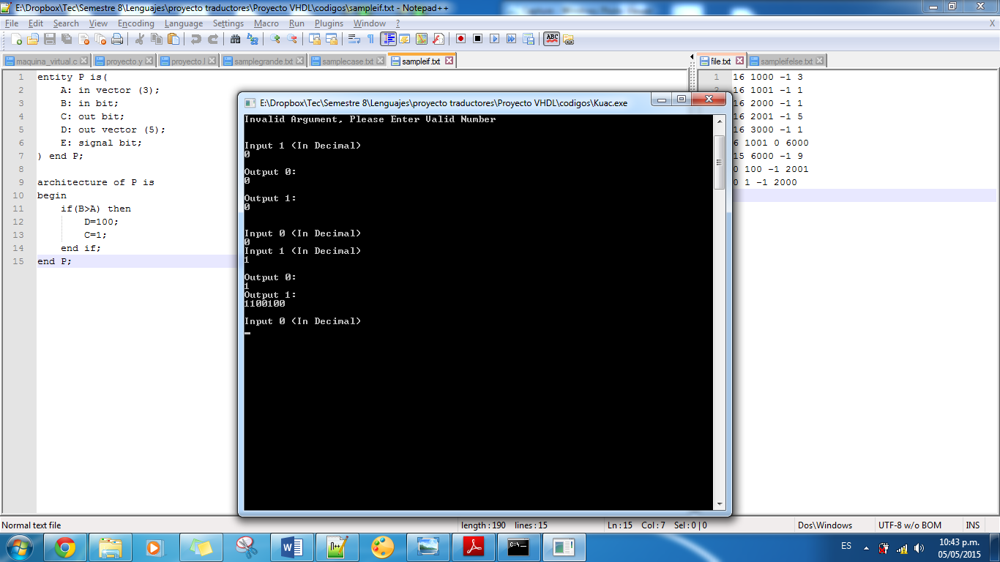 E:\Dropbox\Tec\Semestre 8\Lenguajes\proyecto traductores\Proyecto VHDL\codigos\sampleif.txt - Notepad++
File Edit Search View Encoding Language Settings Macro Run Plugins Window ? X
ABC
maquina_virtual.c proyecto.y proyecto.l samplegrande.txt samplecase.txt sampleif.txt file.txt sampleifelse.txt
1 entity P is(
2 A: in vector (3);
3 B: in bit;
4 C: out bit;
5 D: out vector (5);
6 E: signal bit;
7 ) end P;
8
9 architecture of P is
10 begin
11 if(B>A) then
12 D=100;
13 C=1;
14 end if;
15 end P;
E:\Dropbox\Tec\Semestre 8\Lenguajes\proyecto traductores\Proyecto VHDL\codigos\Kuac.exe
Invalid Argument, Please Enter Valid Number
Input 1 (In Decimal)
0
Output 0:
0
Output 1:
0
Input 0 (In Decimal)
0
Input 1 (In Decimal)
1
Output 0:
1
Output 1:
1100100
Input 0 (In Decimal)
1 16 1000 -1 3
16 1001 -1 1
16 2000 -1 1
16 2001 -1 5
16 3000 -1 1
6 1001 0 6000
15 6000 -1 9
0 100 -1 2001
0 1 -1 2000
Normal text file length : 190 lines : 15 Ln : 15 Col : 7 Sel : 0 | 0 Dos\Windows UTF-8 w/o BOM INS
ES
10:43 p.m.
05/05/2015